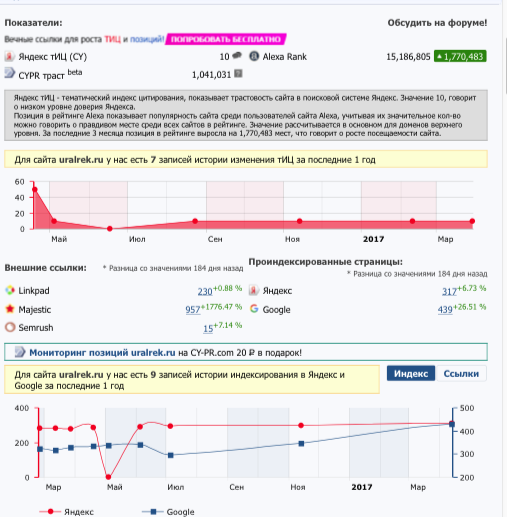 Показатели:
Обсудить на форуме!
Вечные ссылки для роста ТИЦ и позиций! ПОПРОБОВАТЬ БЕСПЛАТНО
Яндекс тИЦ (CY)
10
Alexa Rank
15,186,805
1,770,483
CYPR траст beta
1,041,031
Яндекс тИЦ - тематический индекс цитирования, показывает трастовость сайта в поисковой системе Яндекс. Значение 10, говорит
о низком уровне доверия Яндекса.
Позиция в рейтинге Alexa показывает популярность сайта среди пользователей сайта Alexa, учитывая их значительное кол-во
можно говорить о правдивом месте среди всех сайтов в рейтинге. Значение рассчитывается в основном для доменов верхнего
уровня. За последние 3 месяца позиция в рейтинге выросла на 1,770,483 мест, что говорит о росте посещаемости сайта.
Для сайта uralrek.ru у нас есть 7 записей истории изменения тИЦ за последние 1 год
60
40
20
0
Май Июл Сен Ноя 2017 Мар
Внешние ссылки:
* Разница со значениями 184 дня назад
Linkpad 230+0.88 %
Majestic 957+1776.47 %
Semrush 15+7.14 %
Проиндексированные страницы:
* Разница со значениями 184 дня назад
Яндекс 317+6.73 %
Google 439+26.51 %
Мониторинг позиций uralrek.ru на CY-PR.com 20 ₽ в подарок!
Для сайта uralrek.ru у нас есть 9 записей истории индексирования в Яндекс и
Google за последние 1 год
Индекс Ссылки
400
200
0
500
400
300
200
Мар Май Июл Сен Ноя 2017 Мар
Яндекс Google